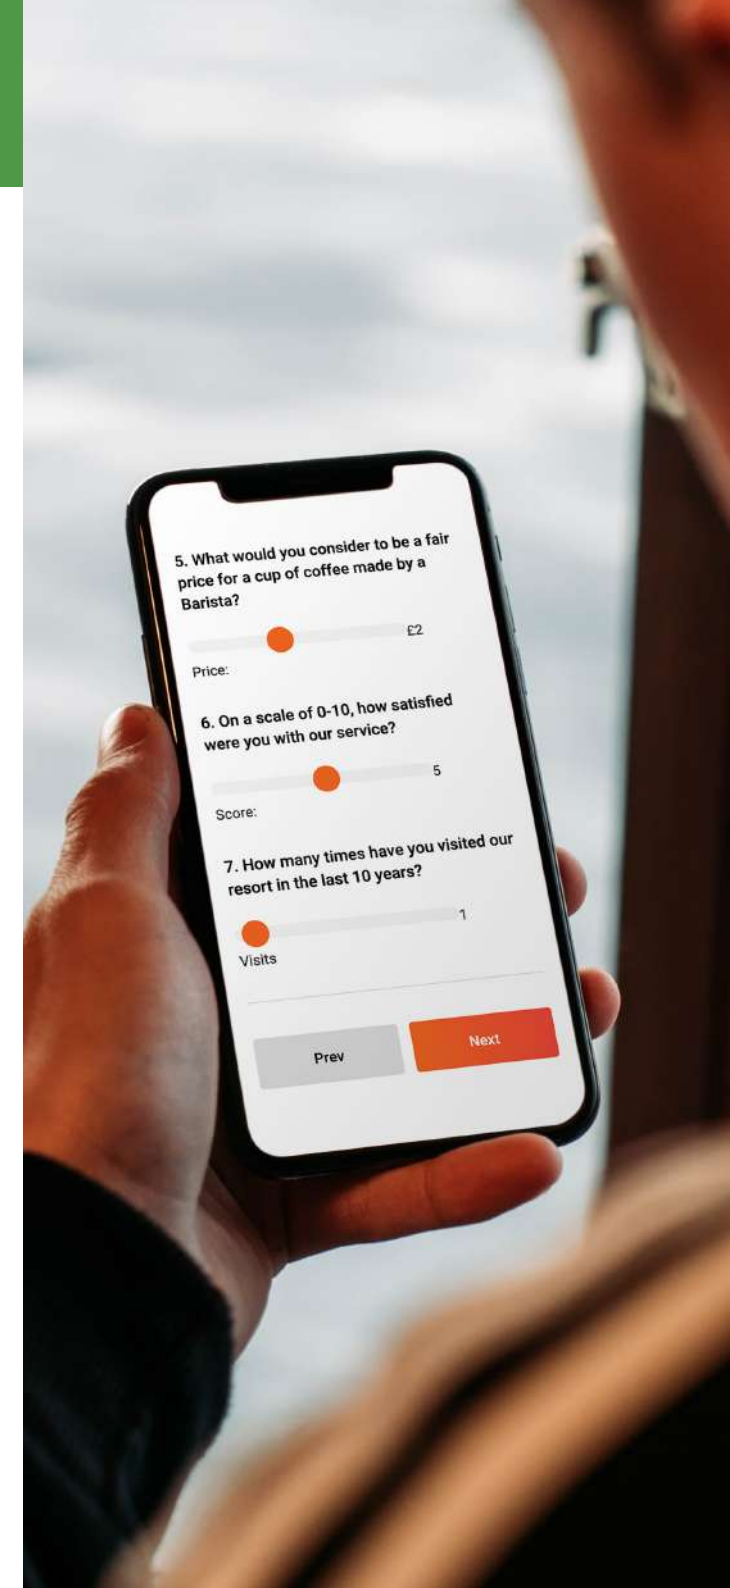 5. What would you consider to be a fair
price for a cup of coffee made by a
Barista?
£2
Price:
6. On a scale of 0-10, how satisfied
were you with our service?
5
Score:
7. How many times have you visited our
resort in the last 10 years?
1
Visits
Prev
Next